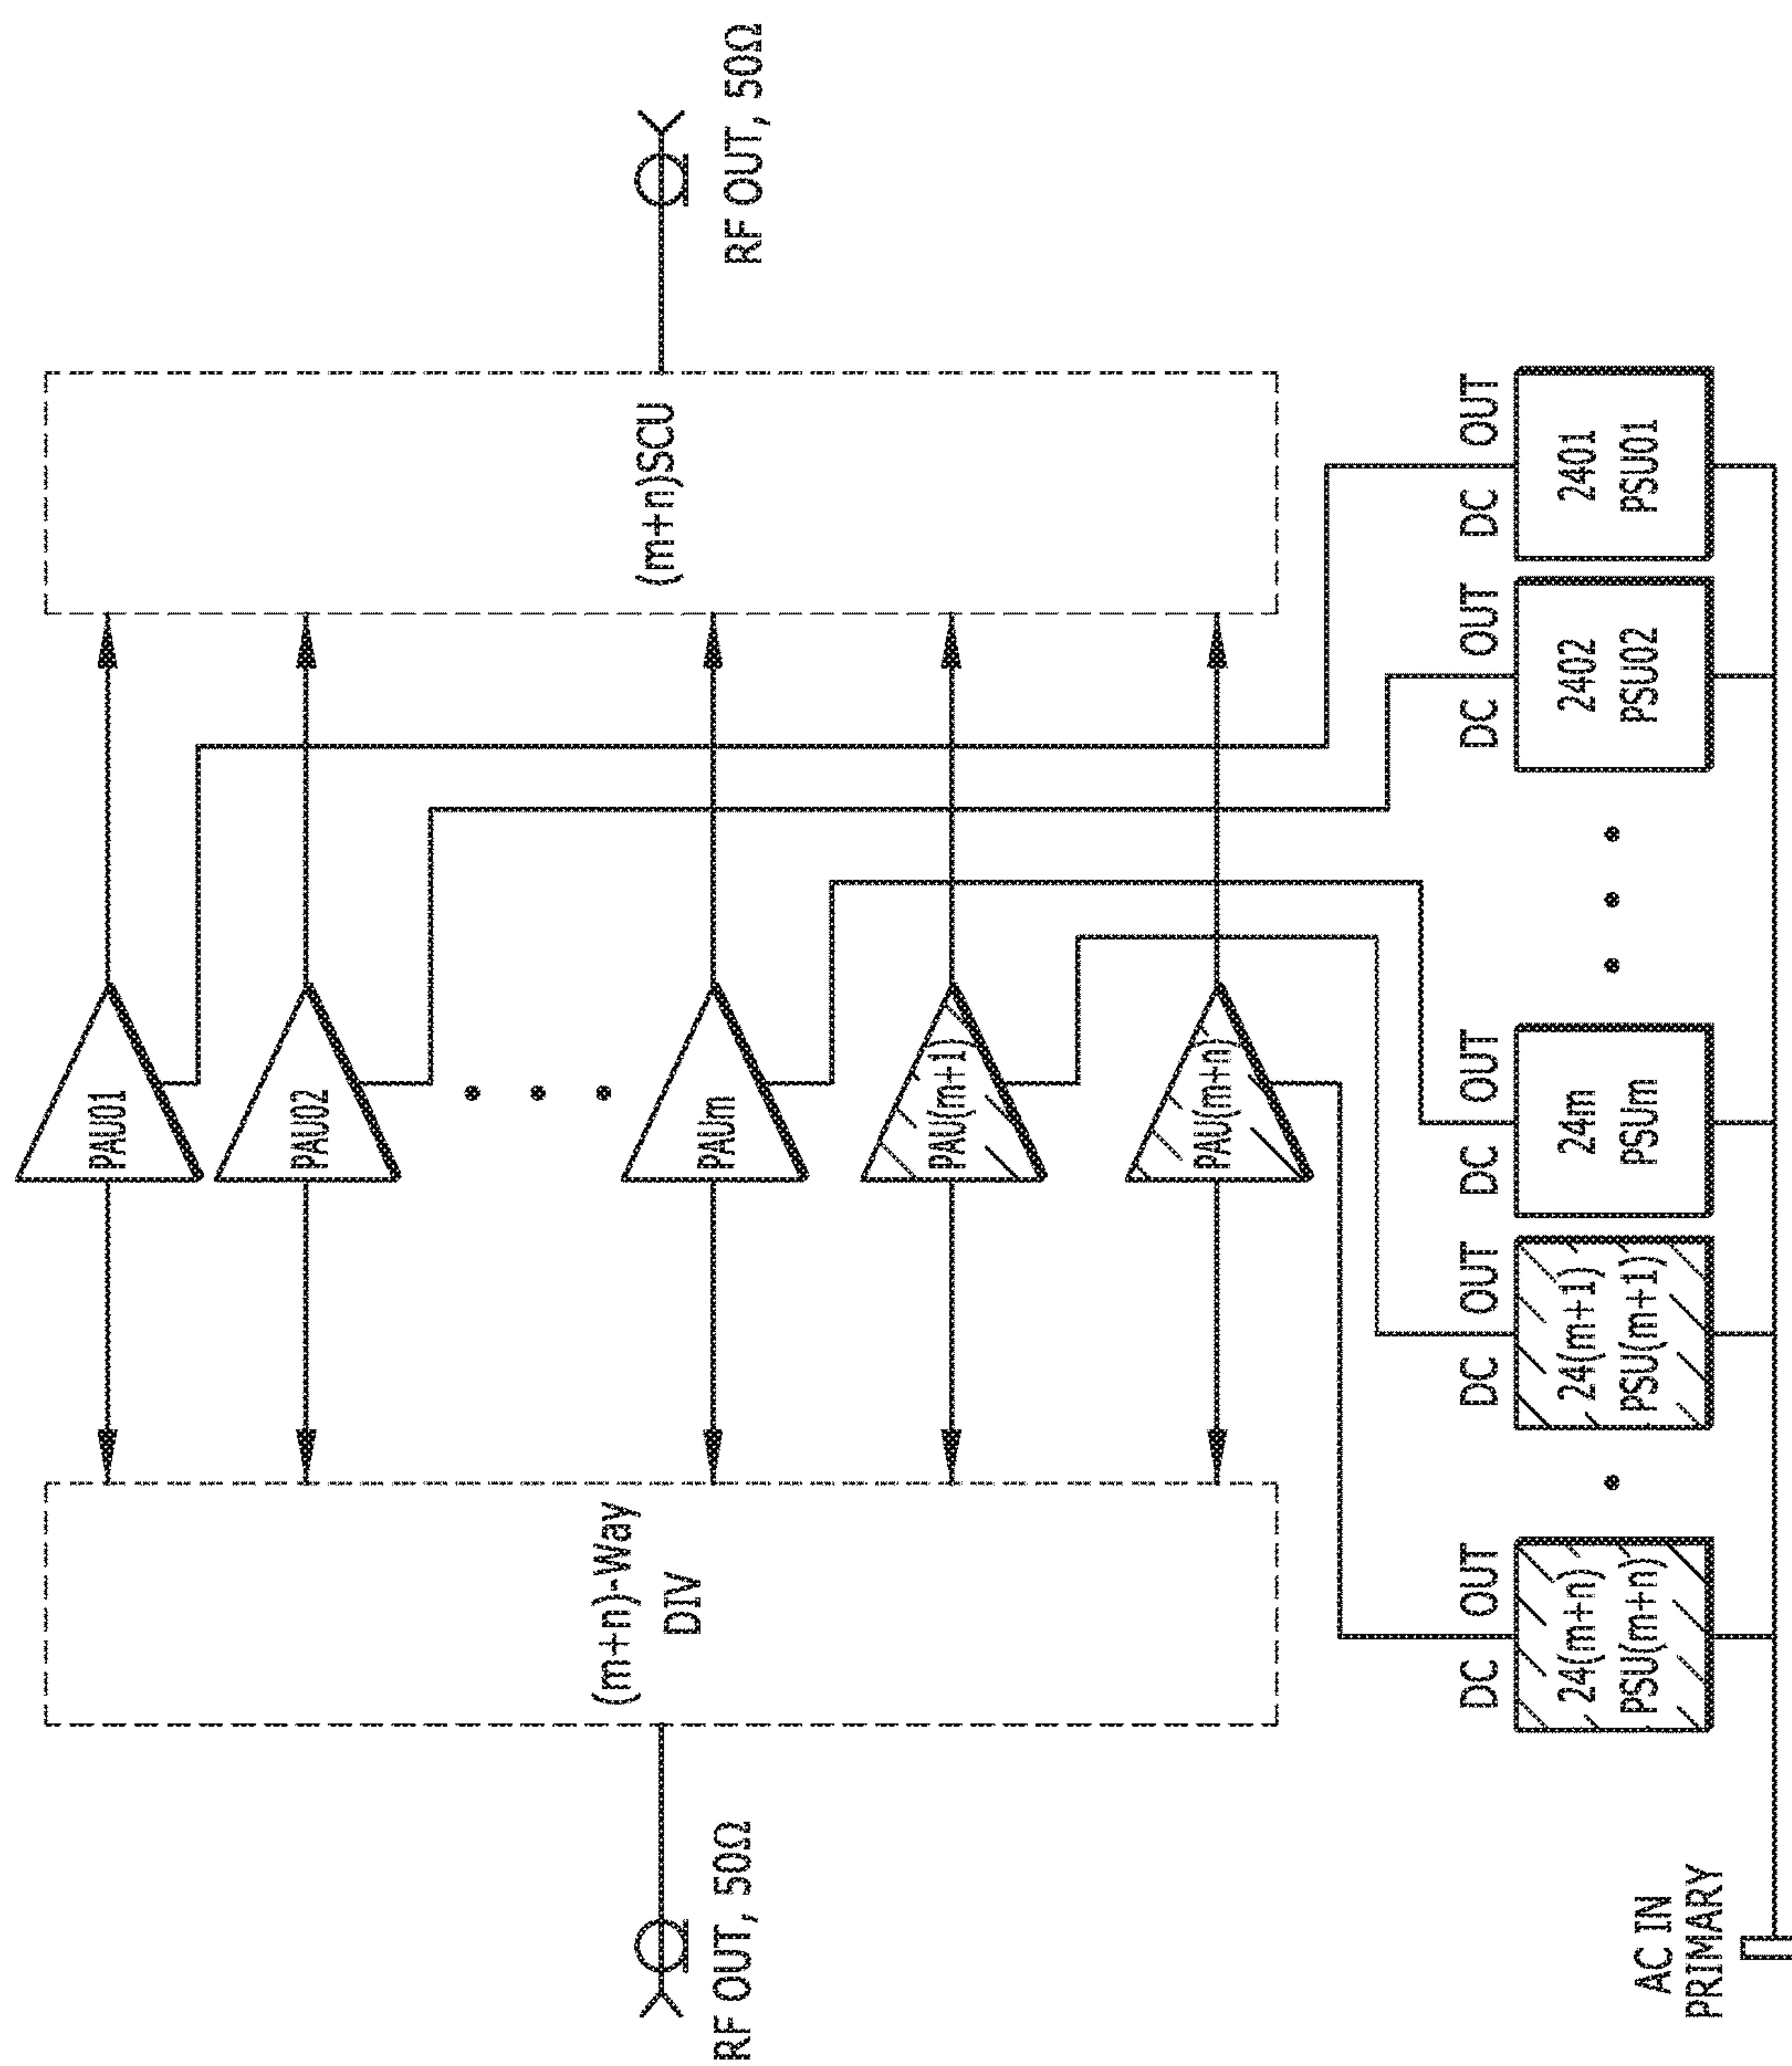 RF OUT, 50Ω
(m+n)-Way
DIV
PAU01
PAU02
PAUm
PAU(m+1)
PAU(m+n)
(m+n)SCU
RF OUT, 50Ω
AC IN
PRIMARY
DC OUT
24(m+n)
PSU(m+n)
DC OUT
24(m+1)
PSU(m+1)
DC OUT
24m
PSUm
DC OUT
2402
PSU02
DC OUT
2401
PSU01